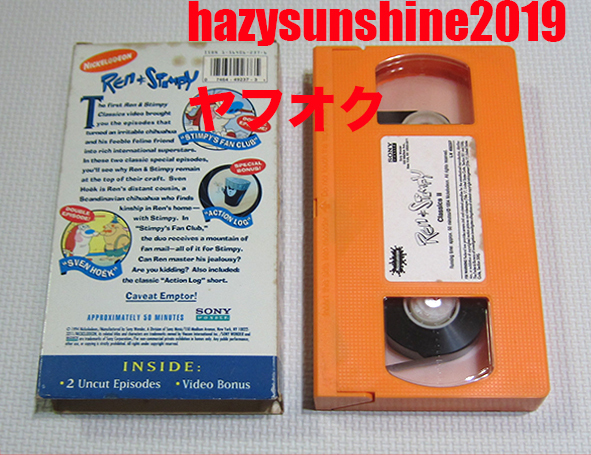 hazysunshine2019
ヤフオク
NICKELODEON
Ren + Stimpy
The first Ren & Stimpy
Classics video brought
you the episodes that
turned an irritable chihuahua
and his feeble feline friend
into rich international superstars.
In these two classic special episodes,
you'll see why Ren & Stimpy remain
at the top of their craft. Sven
Hoëk is Ren's distant cousin, a
Scandinavian chihuahua who finds
kinship in Ren's home
with Stimpy. In
"Stimpy's Fan Club,"
the duo receives a mountain of
fan mail–all of it for Stimpy.
Can Ren master his jealousy?
Are you kidding? Also included:
the classic "Action Log" short.
Caveat Emptor!
"STIMPY'S FAN CLUB"
SPECIAL
BONUS!
"ACTION LOG"
DOUBLE
EPISODE!
"SVEN HOEK"
APPROXIMATELY 50 MINUTES
SONY
WONDER
INSIDE:
• 2 Uncut Episodes • Video Bonus
SONY
WONDER
Ren + Stimpy
Classics II